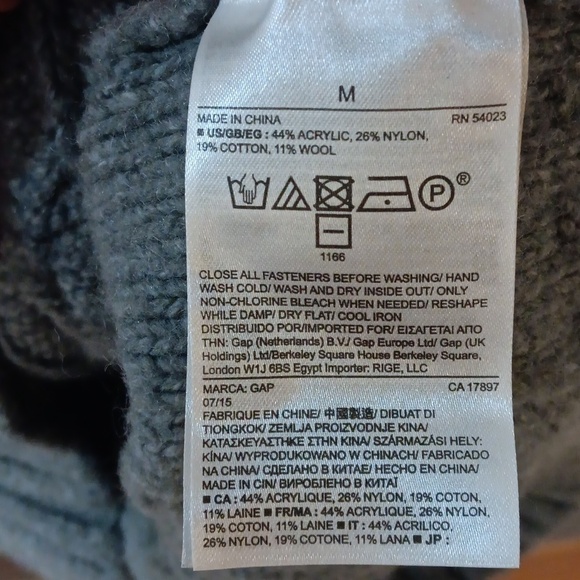 M
MADE IN CHINA RN 54023
■ US/GB/EG : 44% ACRYLIC, 26% NYLON,
19% COTTON, 11% WOOL
P ®
1166
CLOSE ALL FASTENERS BEFORE WASHING/ HAND
WASH COLD/ WASH AND DRY INSIDE OUT/ ONLY
NON-CHLORINE BLEACH WHEN NEEDED/ RESHAPE
WHILE DAMP/ DRY FLAT/ COOL IRON
DISTRIBUTED FOR/IMPORTED FOR/ ΕΙΣΑΓΕΤΑΙ ΑΠΟ
ΤΗΝ: Gap (Netherlands) B.V./ Gap Europe Ltd/ Gap (UK
Holdings) Ltd/Berkeley Square House Berkeley Square,
London W1J 6BS Egypt Importer: RIGE, LLC
MARCA: GAP CA 17897
07/15
FABRIQUE EN CHINE/ 中國製造/ DIBUAT DI
TIONGKOK/ ZEMLJA PROIZVODNJE KINA/
ΚΑΤΑΣΚΕΥΑΣΤΗΚΕ ΣΤΗΝ ΚΙΝΑ/ SZÁRMAZÁSI HELY:
KÍNA/ WYPRODUKOWANO W CHINACH/ FABRICADO
NA CHINA/ СДЕЛАНО В КИТАЕ/ HECHO EN CHINA/
MADE IN CIN/ ВИРОБЛЕНО В КИТАЇ
■ CA : 44% ACRYLIQUE, 26% NYLON, 19% COTON,
11% LAINE ■ FR/MA : 44% ACRYLIQUE, 26% NYLON,
19% COTON, 11% LAINE ■ IT : 44% ACRILICO,
26% NYLON, 19% COTONE, 11% LANA ■ JP :